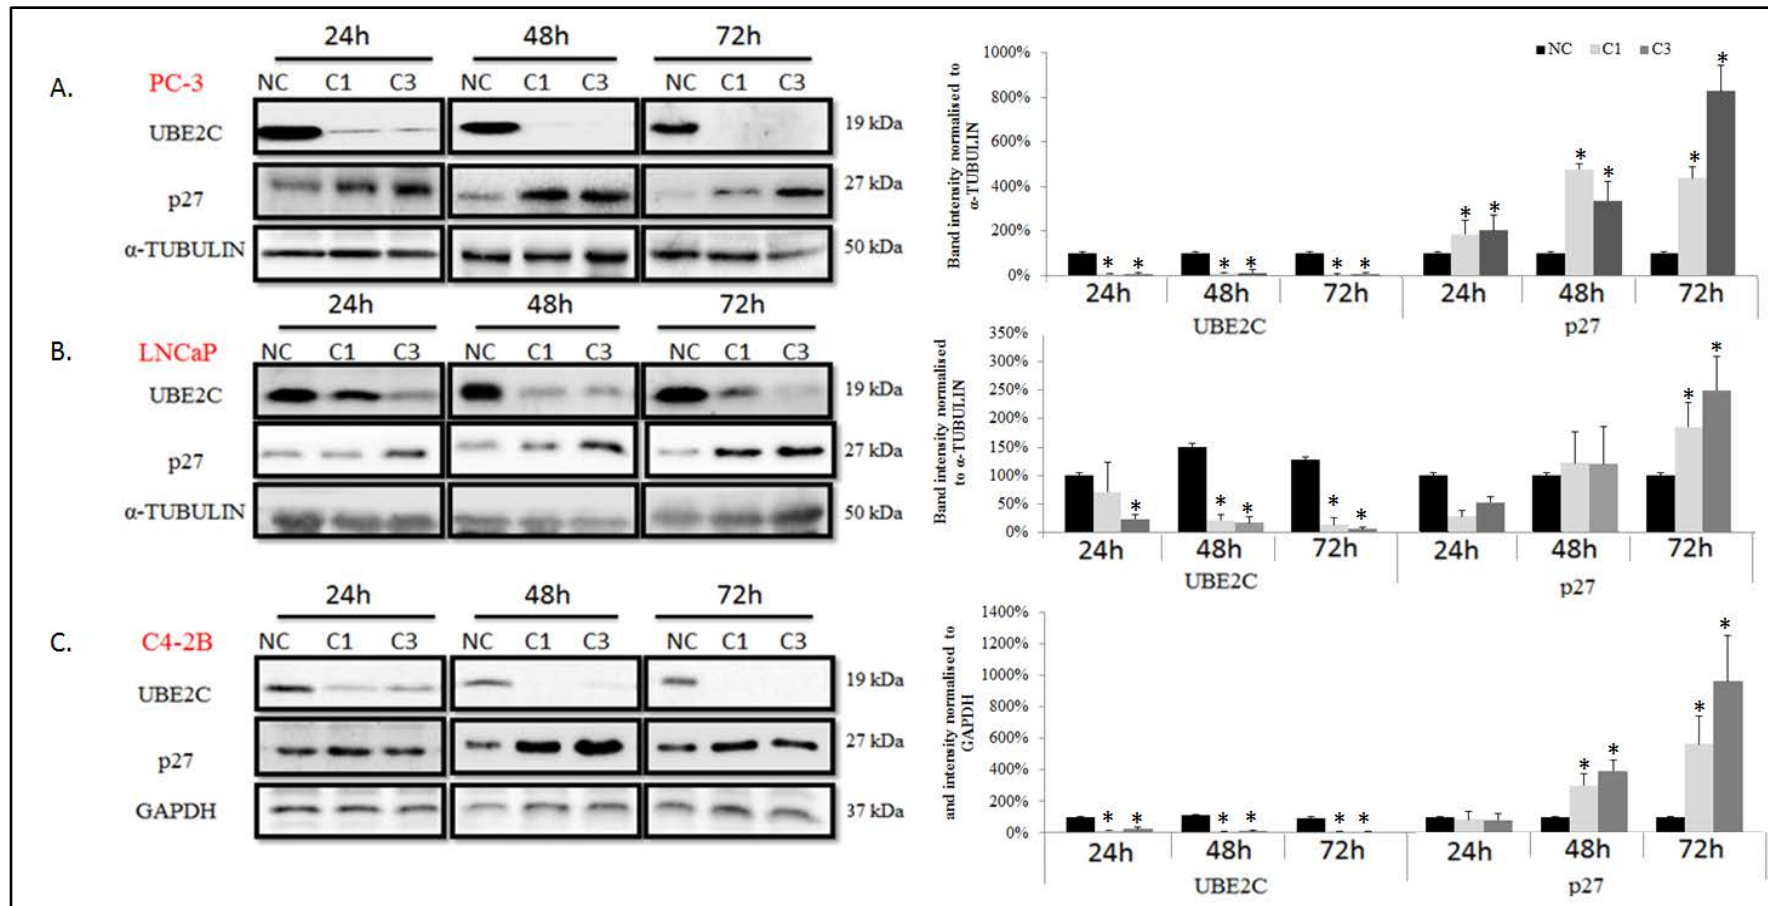 24h 48h 72h
A. PC-3 NC C1 C3 NC C1 C3 NC C1 C3
UBE2C 19 kDa
p27 27 kDa
α-TUBULIN 50 kDa
1000%
800%
600%
400%
200%
0%
Band intensity normalised to
α-TUBULIN
NC C1 C3
* * * * * * * * * * * *
24h 48h 72h 24h 48h 72h
UBE2C p27
24h 48h 72h
B. LNCaP NC C1 C3 NC C1 C3 NC C1 C3
UBE2C 19 kDa
p27 27 kDa
α-TUBULIN 50 kDa
350%
300%
250%
200%
150%
100%
50%
0%
Band intensity normalised
to α-TUBULIN
* * * * * * *
24h 48h 72h 24h 48h 72h
UBE2C p27
24h 48h 72h
C. C4-2B NC C1 C3 NC C1 C3 NC C1 C3
UBE2C 19 kDa
p27 27 kDa
GAPDH 37 kDa
1400%
1200%
1000%
800%
600%
400%
200%
0%
and intensity normalised to
GAPDH
* * * * * * * * * *
24h 48h 72h 24h 48h 72h
UBE2C p27